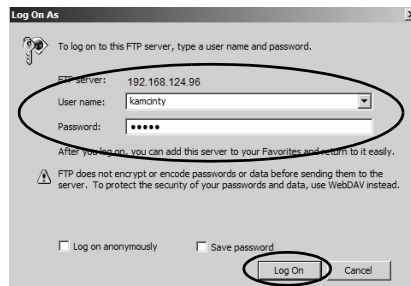 Log On As
To log on to this FTP server, type a user name and password.
FTP server: 192.168.124.96
User name: kamcinty
Password: •••••
After you log on, you can add this server to your Favorites and return to it easily.
FTP does not encrypt or encode passwords or data before sending them to the
server. To protect the security of your passwords and data, use WebDAV instead.
Log on anonymously Save password
Log On Cancel